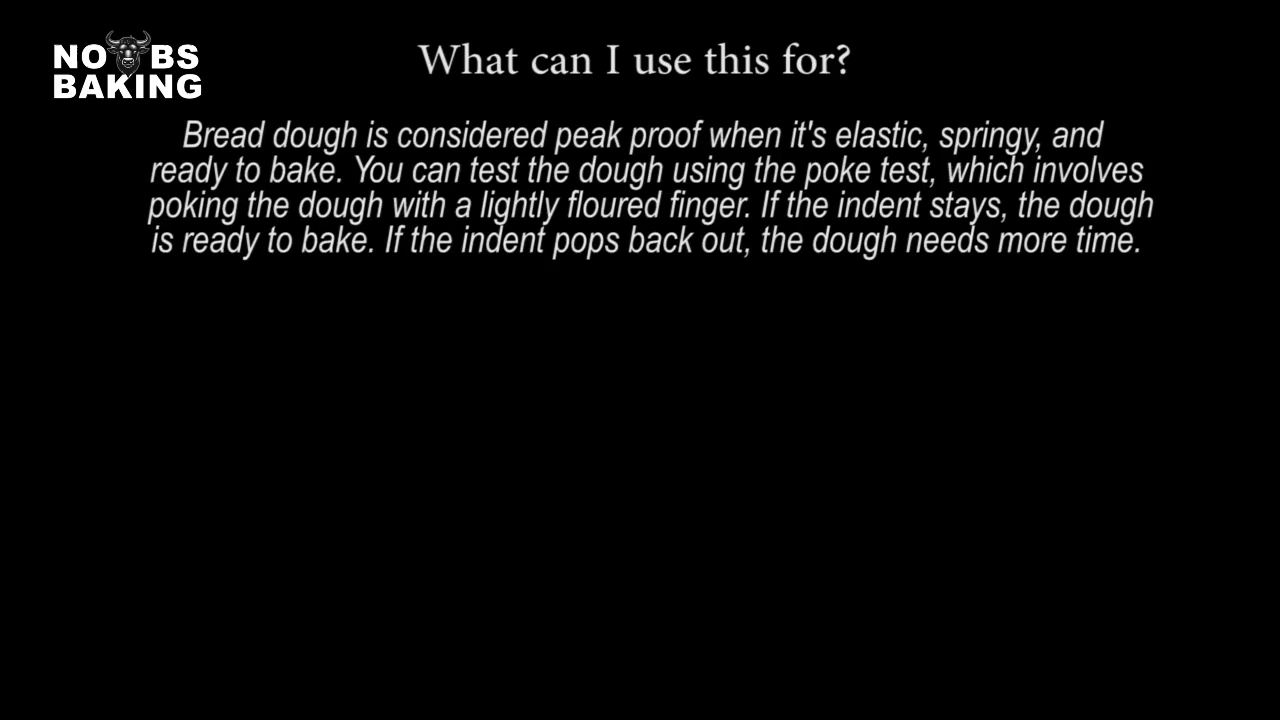 NO BS
BAKING
What can I use this for?
Bread dough is considered peak proof when it's elastic, springy, and
ready to bake. You can test the dough using the poke test, which involves
poking the dough with a lightly floured finger. If the indent stays, the dough
is ready to bake. If the indent pops back out, the dough needs more time.